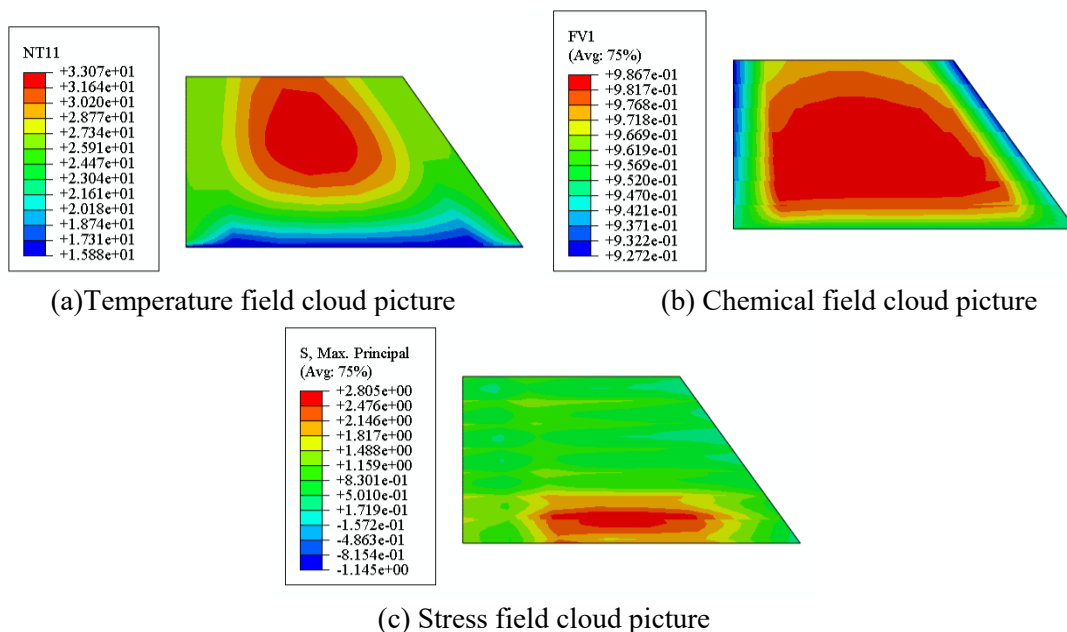 NT11
+3.307e+01
+3.164e+01
+3.020e+01
+2.877e+01
+2.734e+01
+2.591e+01
+2.447e+01
+2.304e+01
+2.161e+01
+2.018e+01
+1.874e+01
+1.731e+01
+1.588e+01
FV1
(Avg: 75%)
+9.867e-01
+9.817e-01
+9.768e-01
+9.718e-01
+9.669e-01
+9.619e-01
+9.569e-01
+9.520e-01
+9.470e-01
+9.421e-01
+9.371e-01
+9.322e-01
+9.272e-01
(a)Temperature field cloud picture
(b) Chemical field cloud picture
S, Max. Principal
(Avg: 75%)
+2.805e+00
+2.476e+00
+2.146e+00
+1.817e+00
+1.488e+00
+1.159e+00
+8.301e-01
+5.010e-01
+1.719e-01
-1.572e-01
-4.863e-01
-8.154e-01
-1.145e+00
(c) Stress field cloud picture